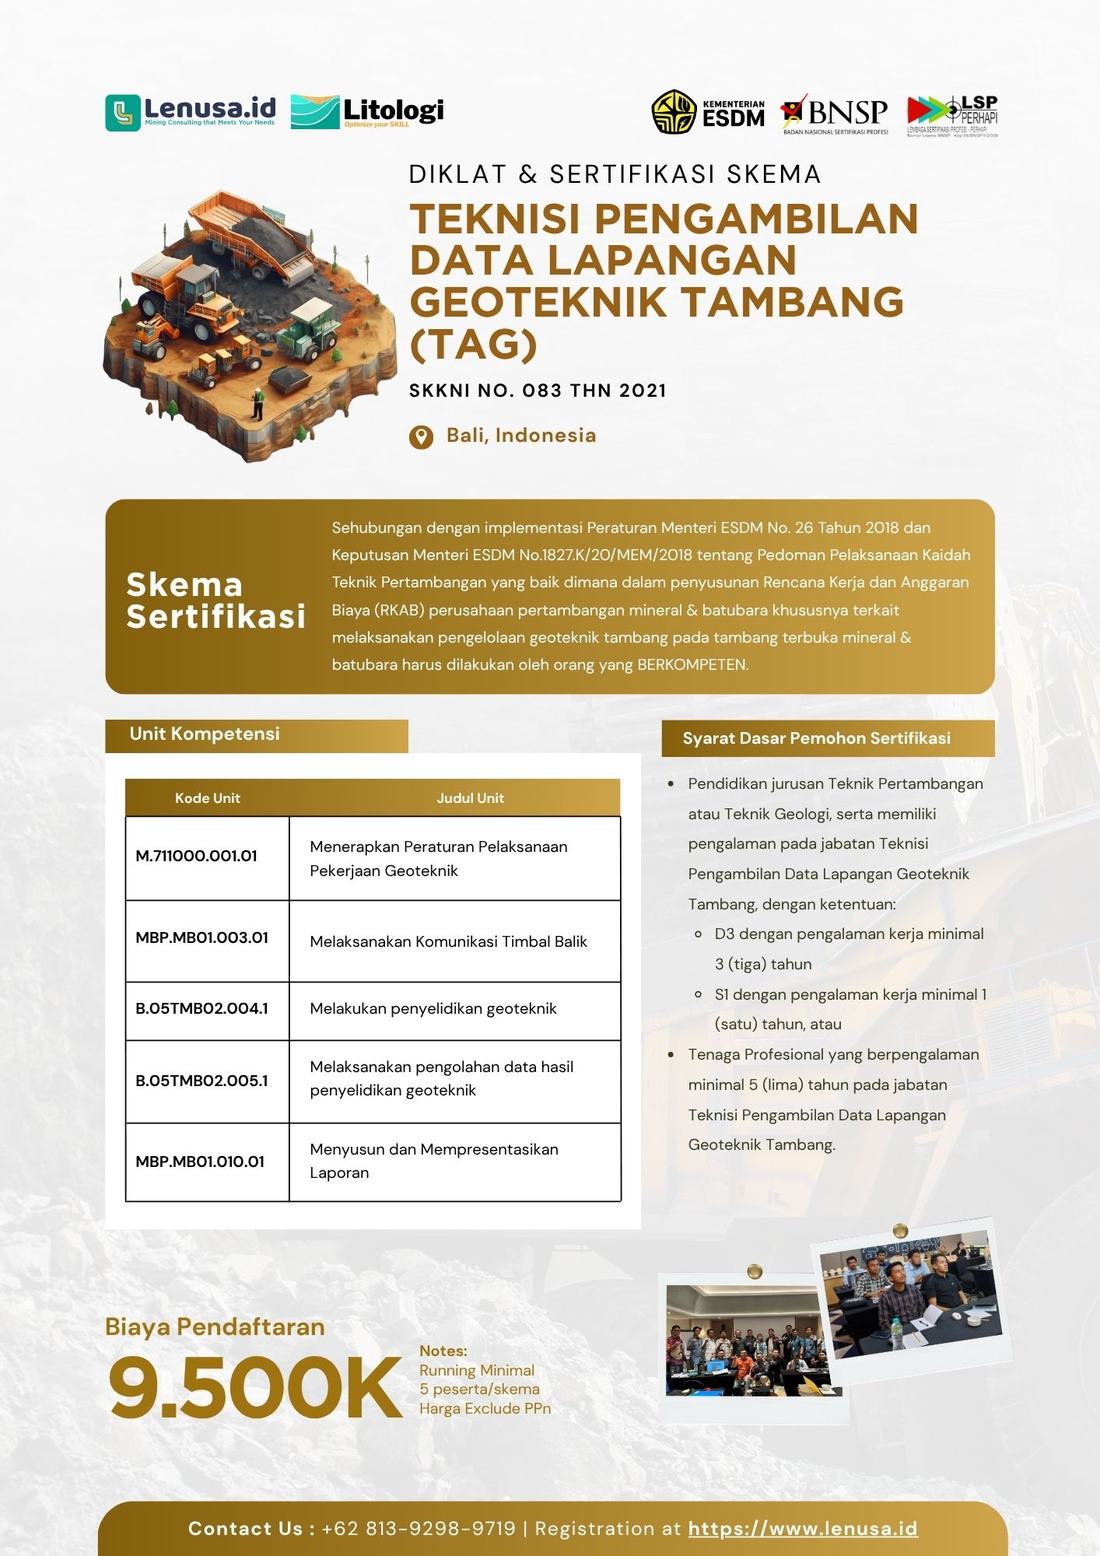 Lenusa.id
Mining Consulting that Meets Your Needs
Litologi
Optimize your SKILL
KEMENTERIAN
ESDM
BNSP
BADAN NASIONAL SERTIFIKASI PROFESI
LSP
PERHAPI
LEMBAGA SERTIFIKASI PROFESI - PERHAPI
DIKLAT & SERTIFIKASI SKEMA
TEKNISI PENGAMBILAN
DATA LAPANGAN
GEOTEKNIK TAMBANG
(TAG)
SKKNI NO. 083 THN 2021
Bali, Indonesia
Skema
Sertifikasi
Sehubungan dengan implementasi Peraturan Menteri ESDM No. 26 Tahun 2018 dan
Keputusan Menteri ESDM No.1827.K/20/MEM/2018 tentang Pedoman Pelaksanaan Kaidah
Teknik Pertambangan yang baik dimana dalam penyusunan Rencana Kerja dan Anggaran
Biaya (RKAB) perusahaan pertambangan mineral & batubara khususnya terkait
melaksanakan pengelolaan geoteknik tambang pada tambang terbuka mineral &
batubara harus dilakukan oleh orang yang BERKOMPETEN.
Unit Kompetensi
Kode Unit Judul Unit
M.711000.001.01 Menerapkan Peraturan Pelaksanaan
Pekerjaan Geoteknik
MBP.MB01.003.01 Melaksanakan Komunikasi Timbal Balik
B.05TMB02.004.1 Melakukan penyelidikan geoteknik
B.05TMB02.005.1 Melaksanakan pengolahan data hasil
penyelidikan geoteknik
MBP.MB01.010.01 Menyusun dan Mempresentasikan
Laporan
Syarat Dasar Pemohon Sertifikasi
Pendidikan jurusan Teknik Pertambangan
atau Teknik Geologi, serta memiliki
pengalaman pada jabatan Teknisi
Pengambilan Data Lapangan Geoteknik
Tambang, dengan ketentuan:
D3 dengan pengalaman kerja minimal
3 (tiga) tahun
S1 dengan pengalaman kerja minimal 1
(satu) tahun, atau
Tenaga Profesional yang berpengalaman
minimal 5 (lima) tahun pada jabatan
Teknisi Pengambilan Data Lapangan
Geoteknik Tambang.
Biaya Pendaftaran
9.500K
Notes:
Running Minimal
5 peserta/skema
Harga Exclude PPn
Contact Us : +62 813-9298-9719 | Registration at https://www.lenusa.id